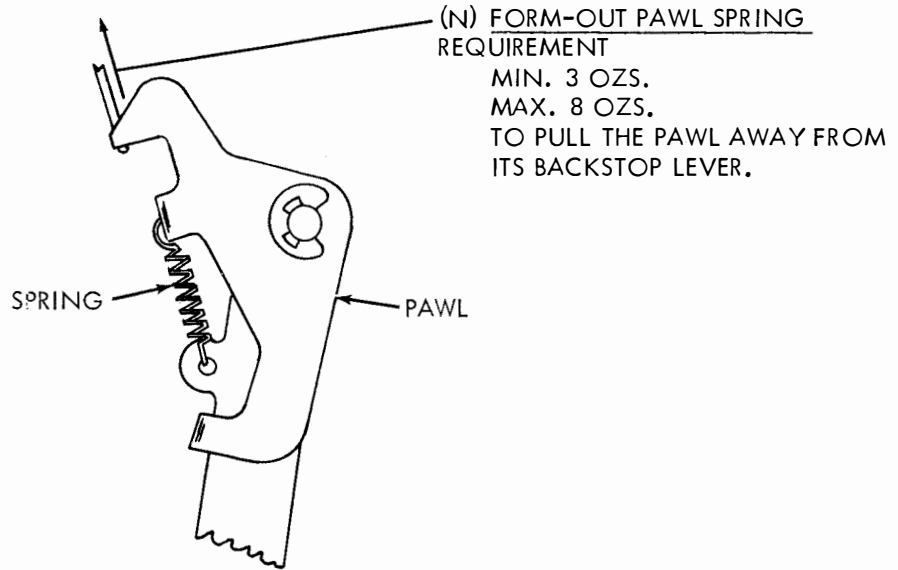 (N) FORM-OUT PAWL SPRING
REQUIREMENT
MIN. 3 OZS.
MAX. 8 OZS.
TO PULL THE PAWL AWAY FROM
ITS BACKSTOP LEVER.
SPRING
PAWL